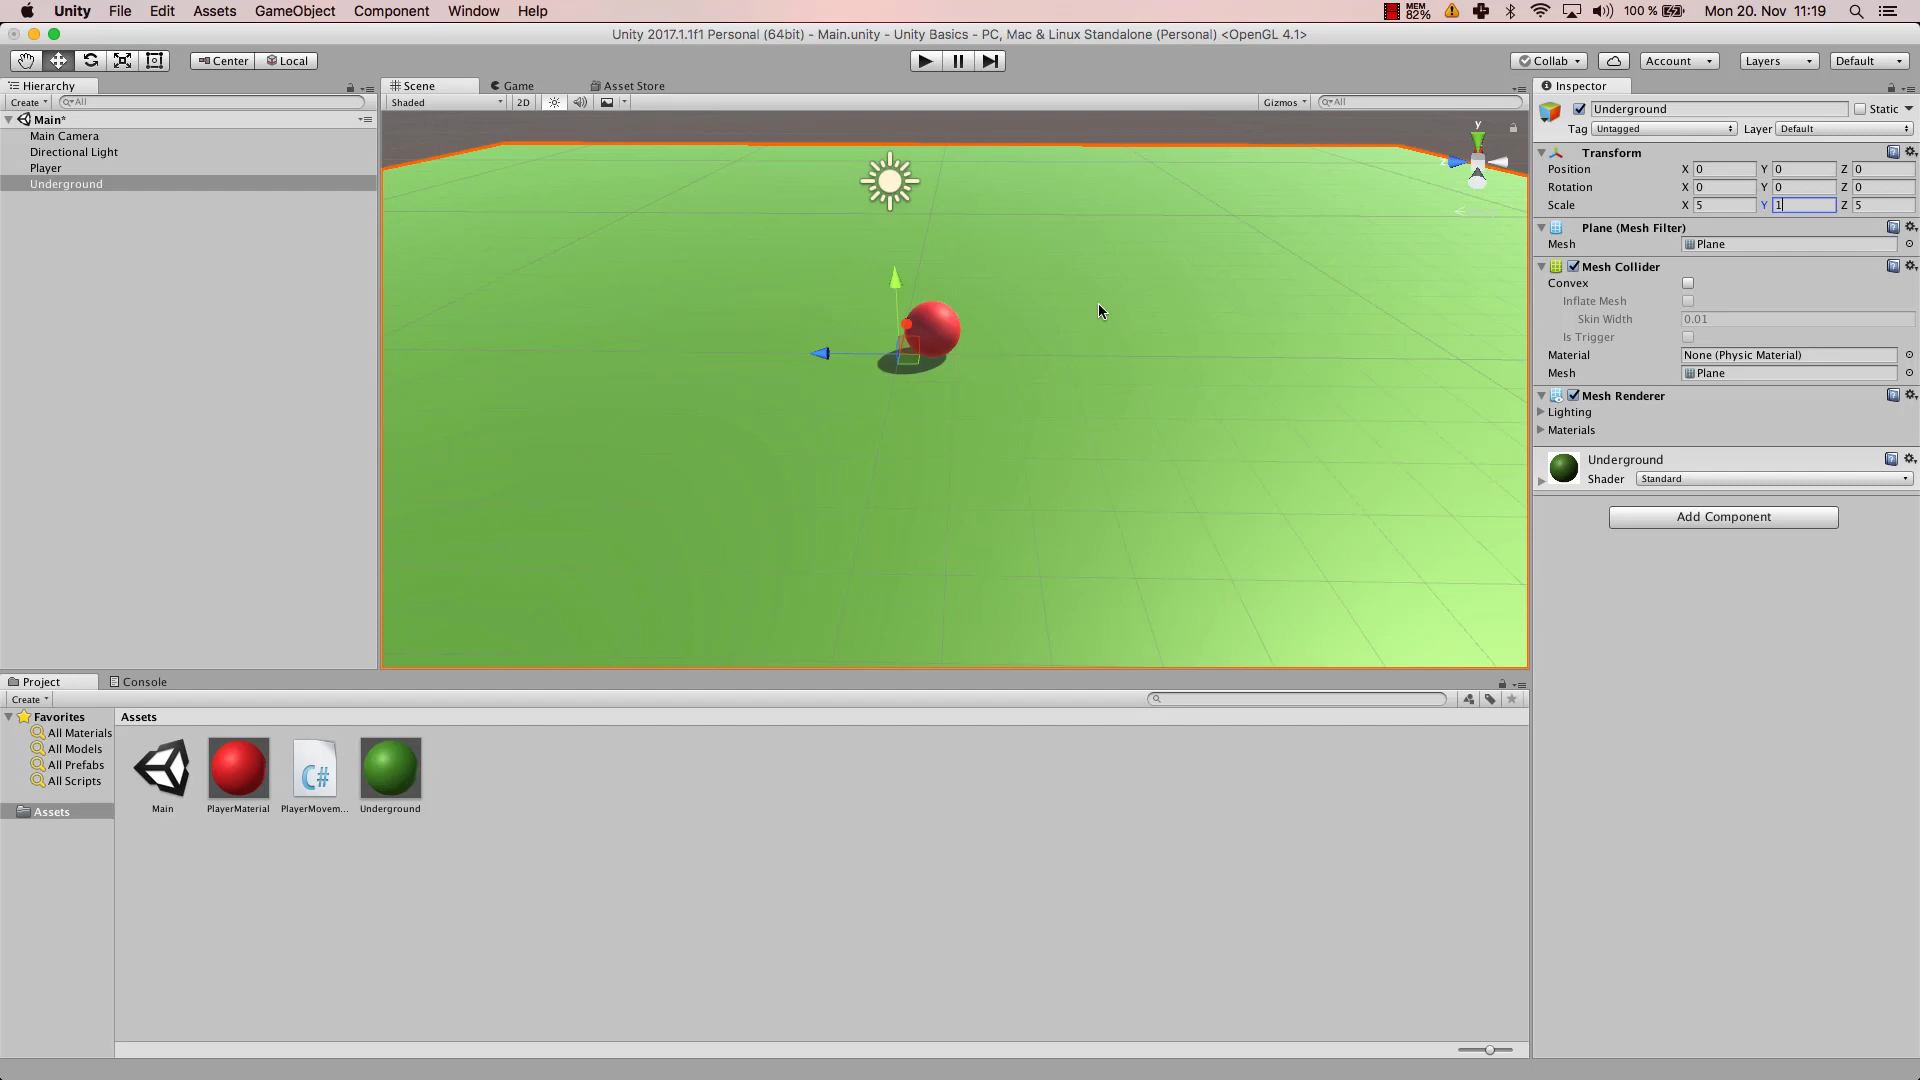 Unity File Edit Assets GameObject Component Window Help MEM 82% 100 % Mon 20. Nov 11:19
Unity 2017.1.1f1 Personal (64bit) - Main.unity - Unity Basics - PC, Mac & Linux Standalone (Personal) <OpenGL 4.1>
Center Local Collab Account Layers Default
Hierarchy
Create All
Main*
Main Camera
Directional Light
Player
Underground
Scene Game Asset Store
Shaded 2D Gizmos All
y
Inspector
Underground Static
Tag Untagged Layer Default
Transform
Position X 0 Y 0 Z 0
Rotation X 0 Y 0 Z 0
Scale X 5 Y 1 Z 5
Plane (Mesh Filter)
Mesh Plane
Mesh Collider
Convex
Inflate Mesh
Skin Width 0.01
Is Trigger
Material None (Physic Material)
Mesh Plane
Mesh Renderer
Lighting
Materials
Underground
Shader Standard
Add Component
Project Console
Create
Favorites
All Materials
All Models
All Prefabs
All Scripts
Assets
Assets
C#
Main PlayerMaterial PlayerMovem... Underground